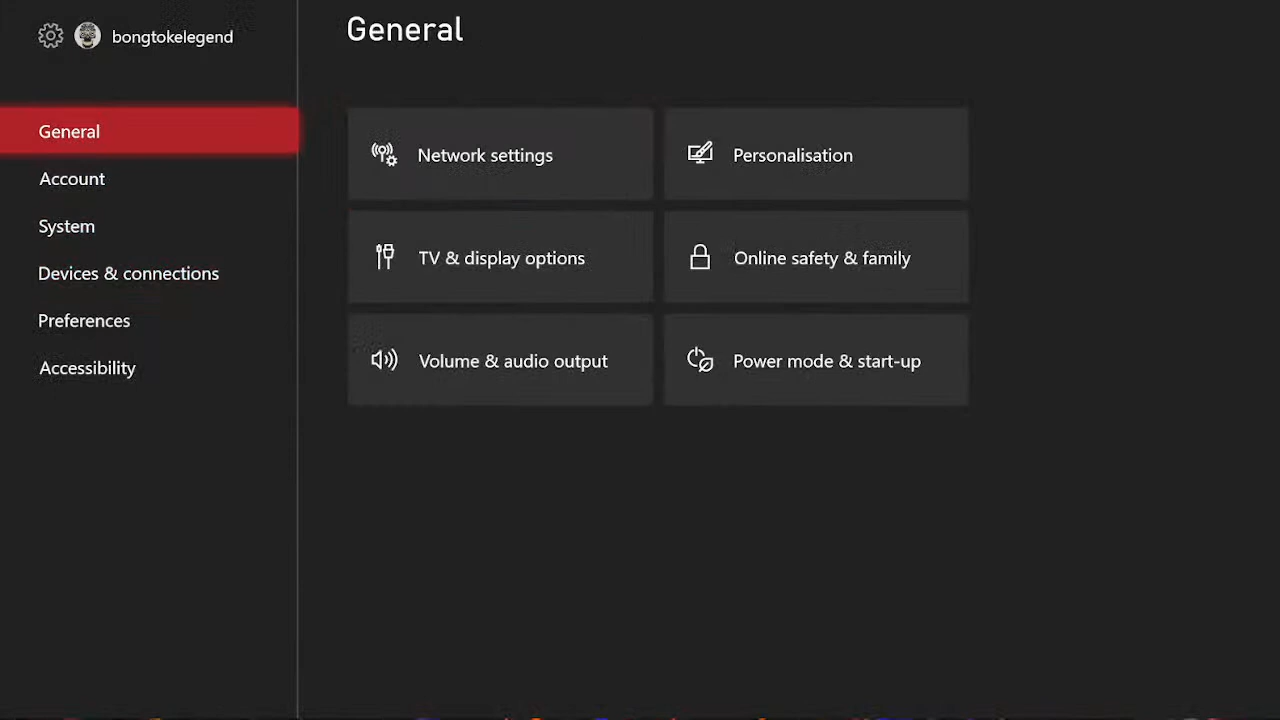 bongtokelegend
General
General
Account
System
Devices & connections
Preferences
Accessibility
Network settings
Personalisation
TV & display options
Online safety & family
Volume & audio output
Power mode & start-up